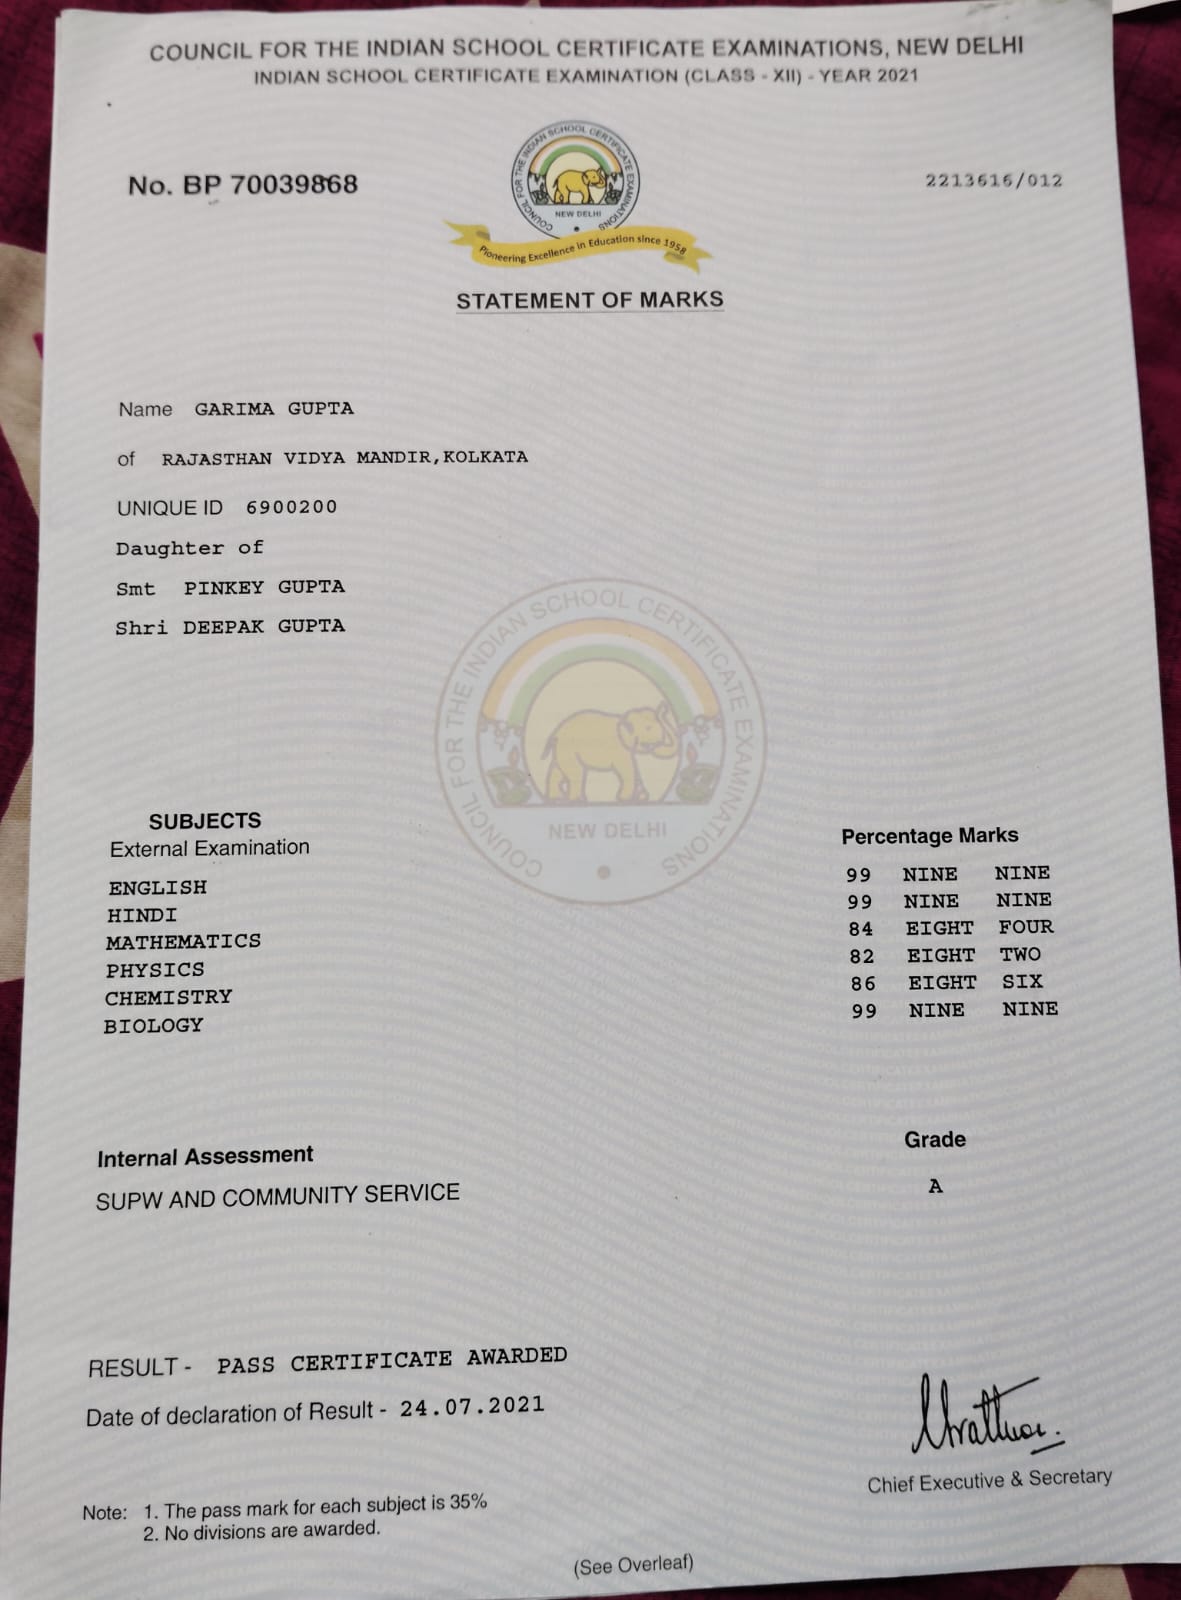 COUNCIL FOR THE INDIAN SCHOOL CERTIFICATE EXAMINATIONS, NEW DELHI
INDIAN SCHOOL CERTIFICATE EXAMINATION (CLASS - XII) - YEAR 2021
No. BP 70039868
2213616/012
COUNCIL FOR THE INDIAN SCHOOL CERTIFICATE EXAMINATIONS
NEW DELHI
Pioneering Excellence in Education since 1958
STATEMENT OF MARKS
Name GARIMA GUPTA
of RAJASTHAN VIDYA MANDIR,KOLKATA
UNIQUE ID 6900200
Daughter of
Smt PINKEY GUPTA
Shri DEEPAK GUPTA
COUNCIL FOR THE INDIAN SCHOOL CERTIFICATE EXAMINATIONS
NEW DELHI
SUBJECTS Percentage Marks
External Examination
ENGLISH 99 NINE NINE
HINDI 99 NINE NINE
MATHEMATICS 84 EIGHT FOUR
PHYSICS 82 EIGHT TWO
CHEMISTRY 86 EIGHT SIX
BIOLOGY 99 NINE NINE
Internal Assessment Grade
SUPW AND COMMUNITY SERVICE A
RESULT - PASS CERTIFICATE AWARDED
Date of declaration of Result - 24.07.2021
Chief Executive & Secretary
Note: 1. The pass mark for each subject is 35%
2. No divisions are awarded.
(See Overleaf)